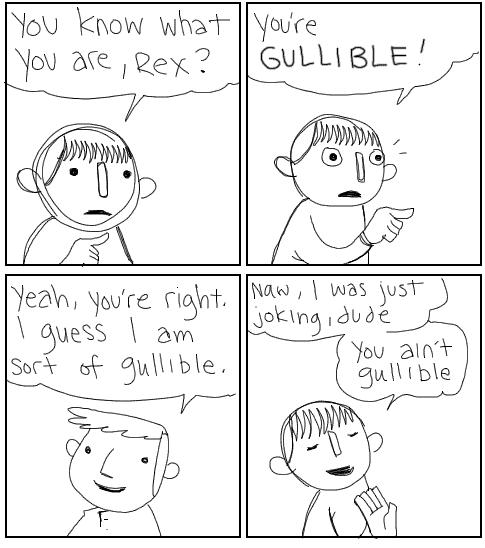 You know what
you are, Rex?
you're
GULLIBLE!
Yeah, you're right.
I guess I am
sort of gullible.
Naw, I was just
joking, dude
You ain't
gullible